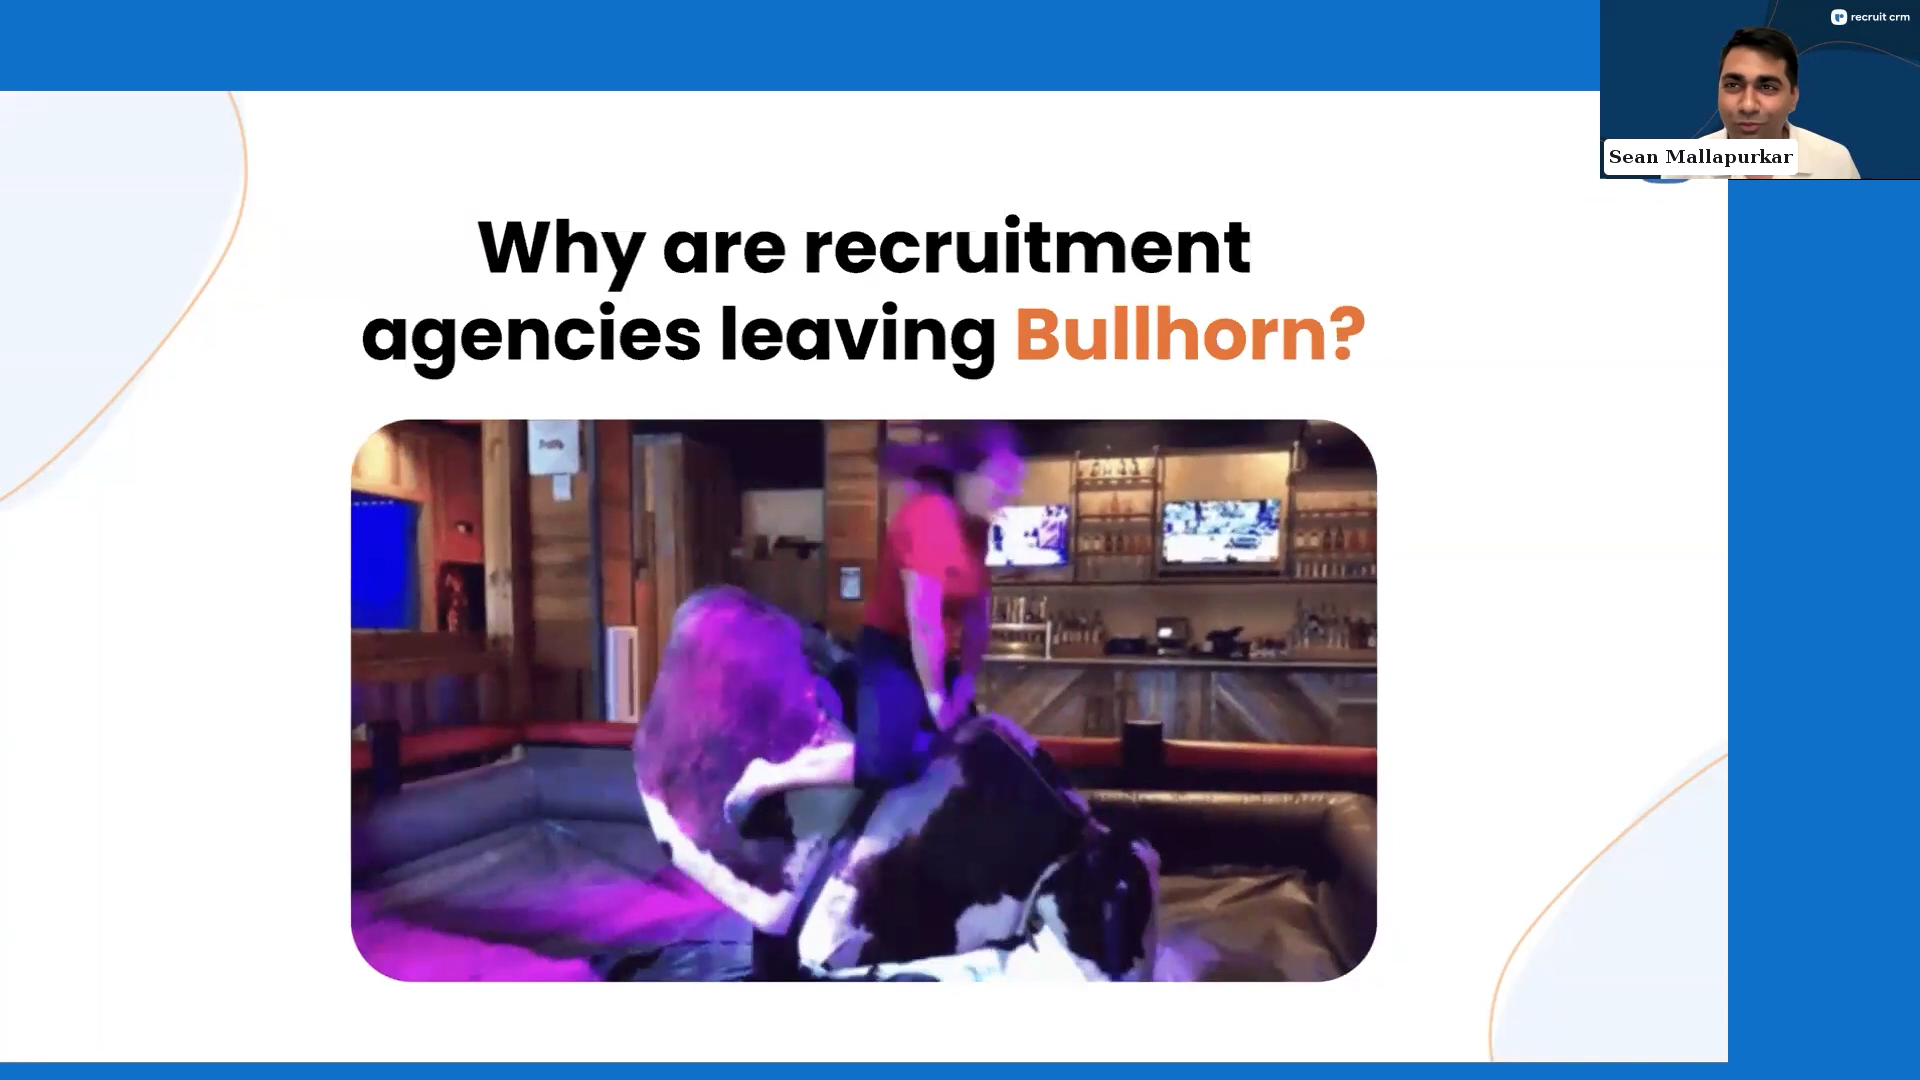 recruit crm
Sean Mallapurkar
Why are recruitment
agencies leaving Bullhorn?